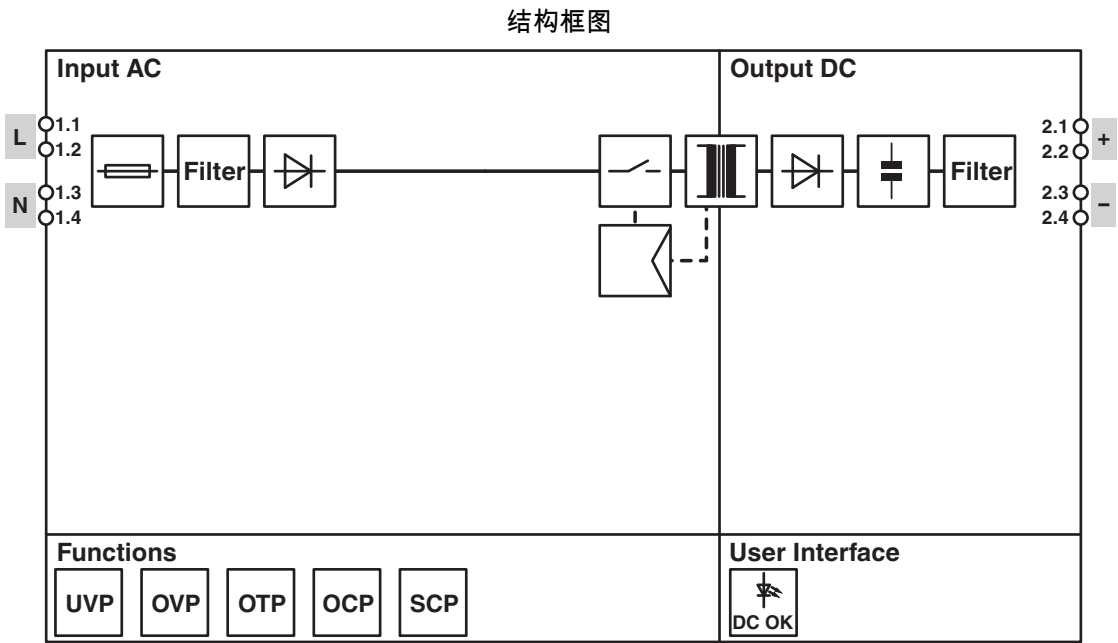 结构框图
Input AC
Output DC
L
1.1
1.2
N
1.3
1.4
Filter
Filter
2.1
2.2
+
2.3
2.4
−
Functions
UVP
OVP
OTP
OCP
SCP
User Interface
DC OK